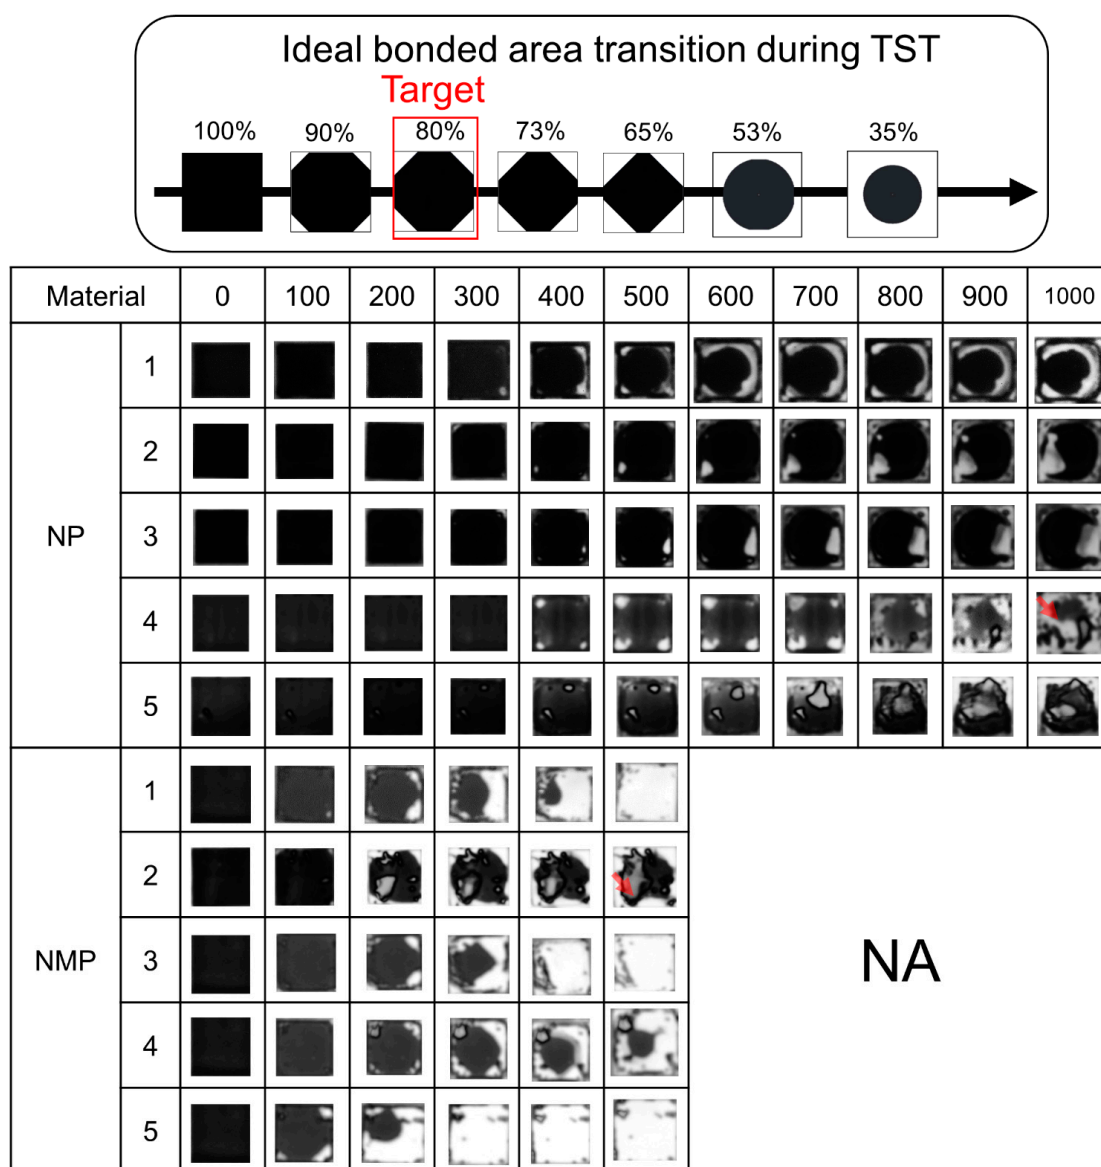 Ideal bonded area transition during TST
Target
100% 90% 80% 73% 65% 53% 35%
Material 0 100 200 300 400 500 600 700 800 900 1000
NP
1
2
3
4
5
NMP
1
2
3
4
5
NA